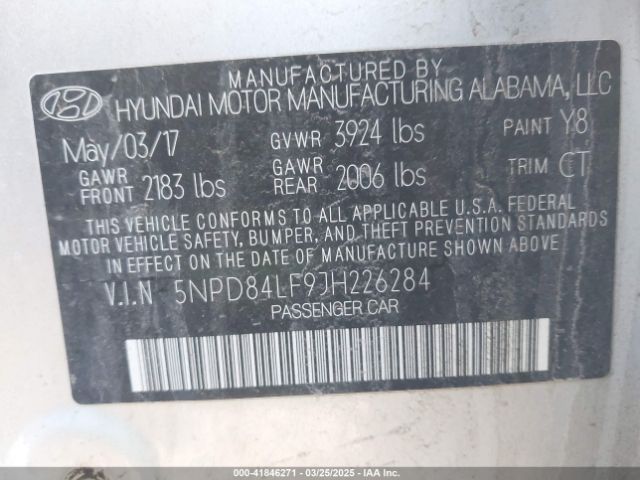 MANUFACTURED BY
HYUNDAI MOTOR MANUFACTURING ALABAMA, LLC
May/03/17 GVWR 3924 lbs PAINT Y8
GAWR FRONT 2183 lbs GAWR REAR 2006 lbs TRIM CT
THIS VEHICLE CONFORMS TO ALL APPLICABLE U.S.A. FEDERAL
MOTOR VEHICLE SAFETY, BUMPER, AND THEFT PREVENTION STANDARDS
IN EFFECT ON THE DATE OF MANUFACTURE SHOWN ABOVE
V.I.N 5NPD84LF9JH226284
PASSENGER CAR
000-41846271 - 03/25/2025 - IAAI.COM